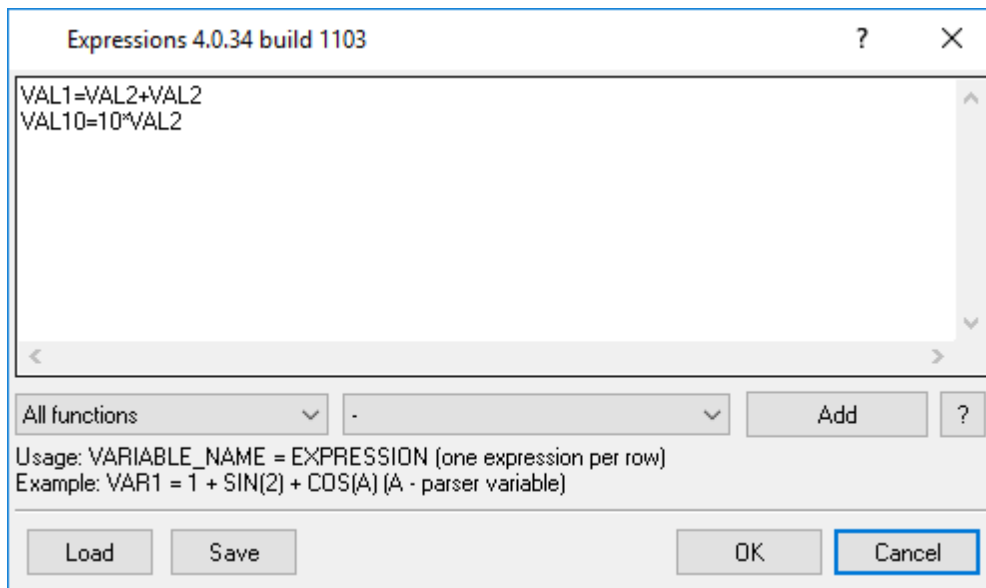 Expressions 4.0.34 build 1103 ?
VAL1=VAL2+VAL2
VAL10=10*VAL2
All functions - Add ?
Usage: VARIABLE_NAME = EXPRESSION (one expression per row)
Example: VAR1 = 1 + SIN(2) + COS(A) (A - parser variable)
Load Save OK Cancel